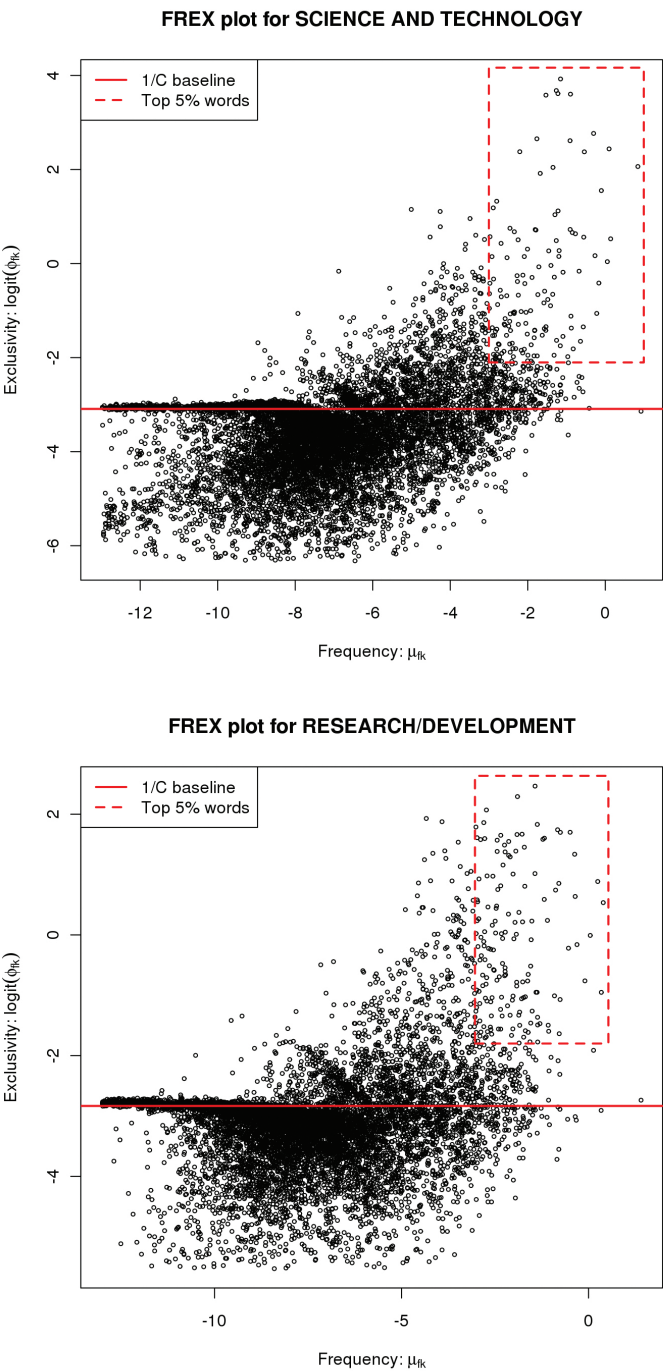 FREX plot for SCIENCE AND TECHNOLOGY
1/C baseline
Top 5% words
4
2
0
-2
-4
-6
Exclusivity: logit(ϕfk)
-12 -10 -8 -6 -4 -2 0
Frequency: μfk
FREX plot for RESEARCH/DEVELOPMENT
1/C baseline
Top 5% words
2
0
-2
-4
Exclusivity: logit(ϕfk)
-10 -5 0
Frequency: μfk